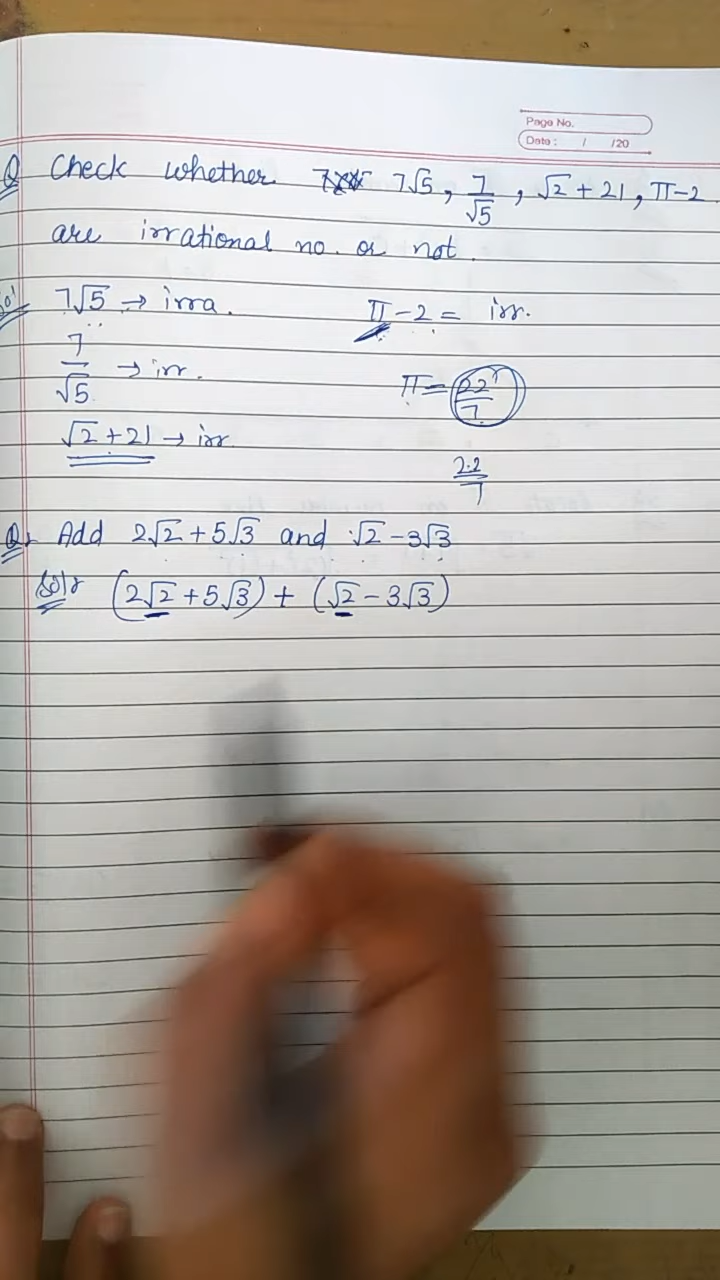 Page No.
Date : / /20
Q Check whether 7√5, 7/√5, √2 + 21, π-2
are irrational no. or not.
Sol 7√5 → irra.
π - 2 = irr.
7/√5 → irr.
π = 22/7
√2 + 21 → irr
22/7
Q. Add 2√2 + 5√3 and √2 - 3√3
Sol: (2√2 + 5√3) + (√2 - 3√3)